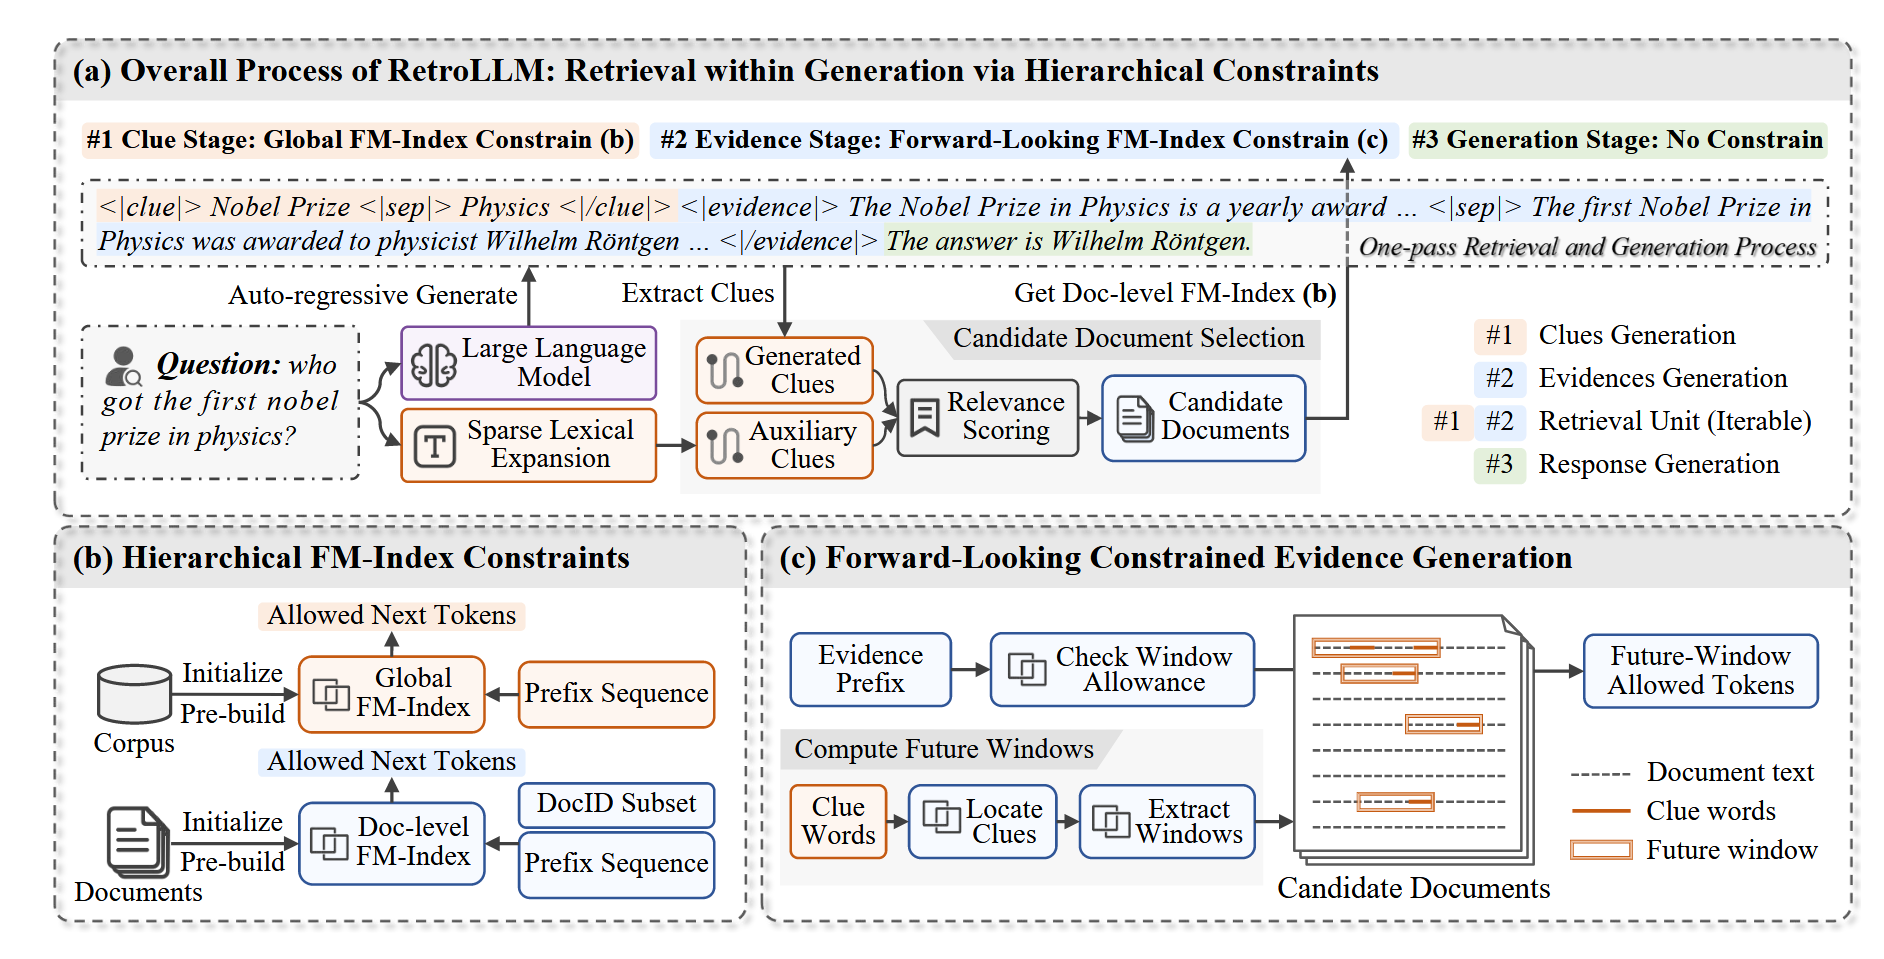 (a) Overall Process of RetroLLM: Retrieval within Generation via Hierarchical Constraints
#1 Clue Stage: Global FM-Index Constrain (b)
#2 Evidence Stage: Forward-Looking FM-Index Constrain (c)
#3 Generation Stage: No Constrain
<|clue|> Nobel Prize <|sep|> Physics <|/clue|> <|evidence|> The Nobel Prize in Physics is a yearly award ... <|sep|> The first Nobel Prize in
Physics was awarded to physicist Wilhelm Röntgen ... <|/evidence|> The answer is Wilhelm Röntgen.
One-pass Retrieval and Generation Process
Auto-regressive Generate
Extract Clues
Get Doc-level FM-Index (b)
Question: who
got the first nobel
prize in physics?
Large Language
Model
Sparse Lexical
Expansion
Candidate Document Selection
Generated
Clues
Auxiliary
Clues
Relevance
Scoring
Candidate
Documents
#1 Clues Generation
#2 Evidences Generation
#1 #2 Retrieval Unit (Iterable)
#3 Response Generation
(b) Hierarchical FM-Index Constraints
Allowed Next Tokens
Corpus
Initialize
Pre-build
Global
FM-Index
Prefix Sequence
Allowed Next Tokens
Documents
Initialize
Pre-build
Doc-level
FM-Index
DocID Subset
Prefix Sequence
(c) Forward-Looking Constrained Evidence Generation
Evidence
Prefix
Check Window
Allowance
Future-Window
Allowed Tokens
Compute Future Windows
Clue
Words
Locate
Clues
Extract
Windows
Candidate Documents
Document text
Clue words
Future window